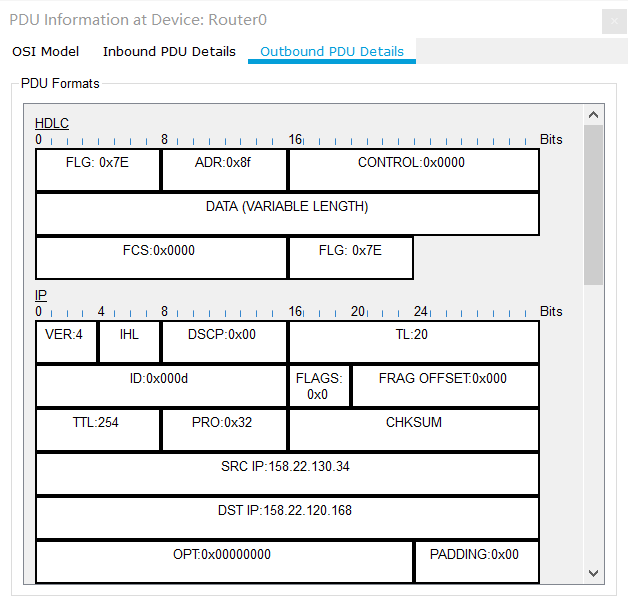 PDU Information at Device: Router0
OSI Model Inbound PDU Details Outbound PDU Details
PDU Formats
HDLC
0 8 16 Bits
FLG: 0x7E ADR:0x8f CONTROL:0x0000
DATA (VARIABLE LENGTH)
FCS:0x0000 FLG: 0x7E
IP
0 4 8 16 20 24 Bits
VER:4 IHL DSCP:0x00 TL:20
ID:0x000d FLAGS: 0x0 FRAG OFFSET:0x000
TTL:254 PRO:0x32 CHKSUM
SRC IP:158.22.130.34
DST IP:158.22.120.168
OPT:0x00000000 PADDING:0x00